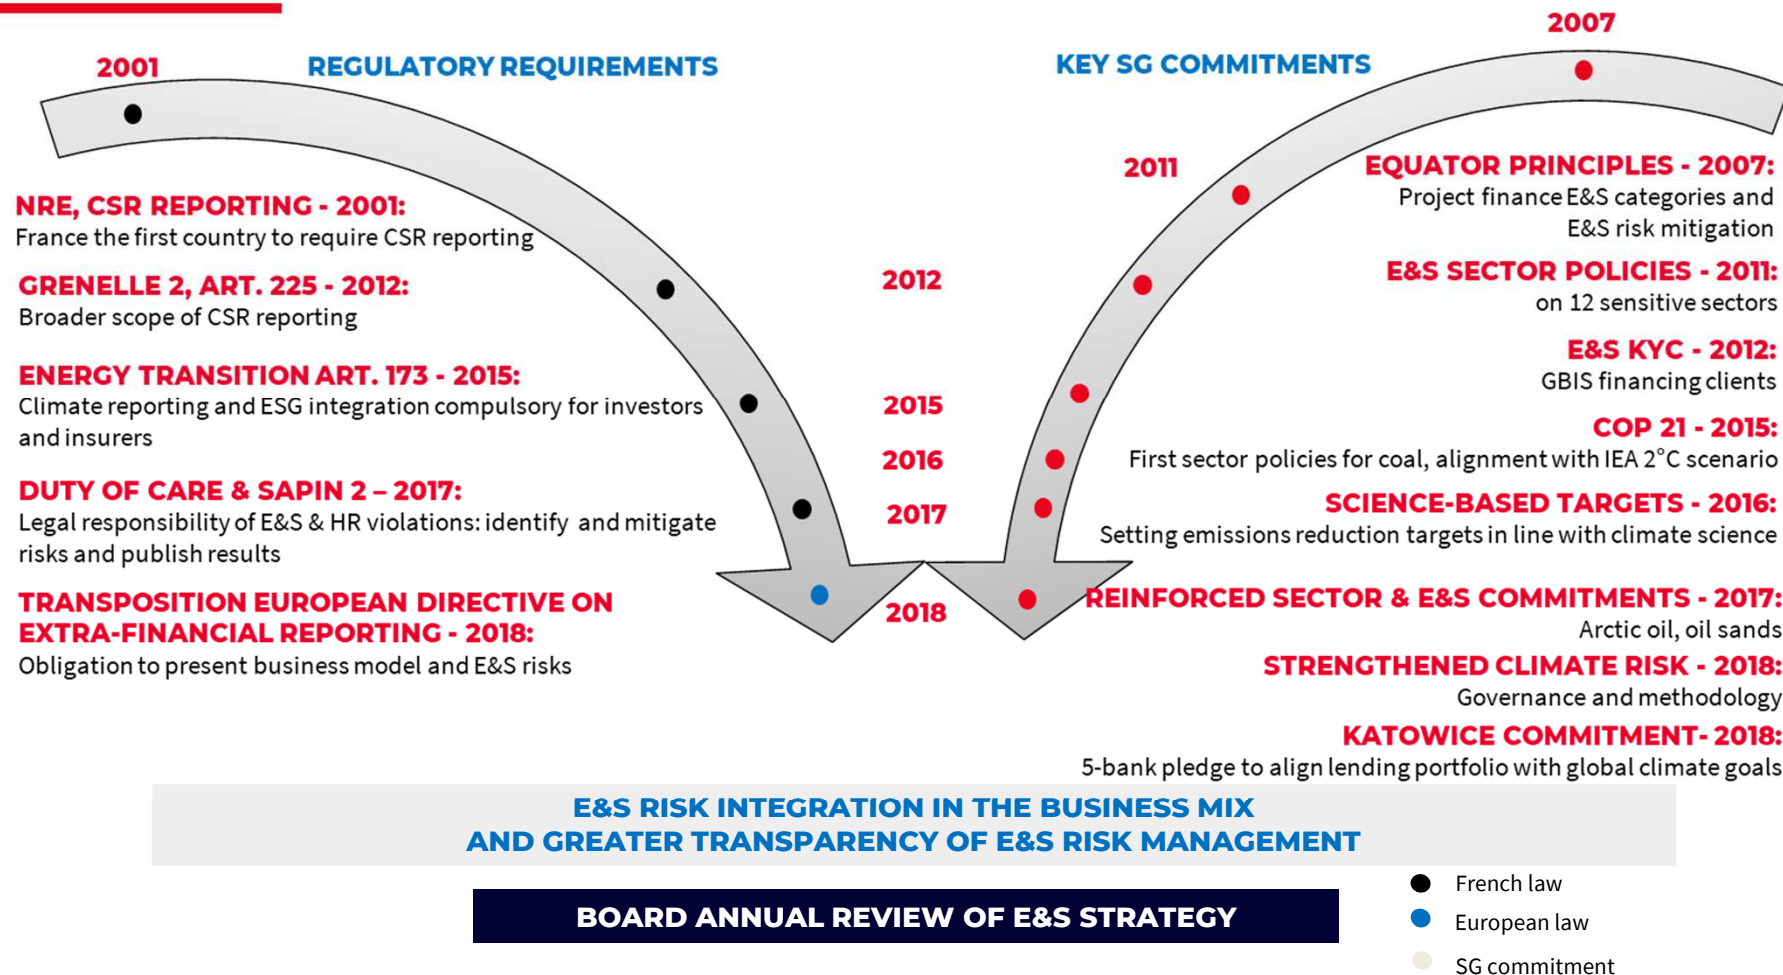 2001
REGULATORY REQUIREMENTS
NRE, CSR REPORTING - 2001:
France the first country to require CSR reporting
GRENELLE 2, ART. 225 - 2012:
Broader scope of CSR reporting
ENERGY TRANSITION ART. 173 - 2015:
Climate reporting and ESG integration compulsory for investors
and insurers
DUTY OF CARE & SAPIN 2 – 2017:
Legal responsibility of E&S & HR violations: identify and mitigate
risks and publish results
TRANSPOSITION EUROPEAN DIRECTIVE ON
EXTRA-FINANCIAL REPORTING - 2018:
Obligation to present business model and E&S risks
2012
2015
2016
2017
2018
KEY SG COMMITMENTS
2007
2011
EQUATOR PRINCIPLES - 2007:
Project finance E&S categories and
E&S risk mitigation
E&S SECTOR POLICIES - 2011:
on 12 sensitive sectors
E&S KYC - 2012:
GBIS financing clients
COP 21 - 2015:
First sector policies for coal, alignment with IEA 2°C scenario
SCIENCE-BASED TARGETS - 2016:
Setting emissions reduction targets in line with climate science
REINFORCED SECTOR & E&S COMMITMENTS - 2017:
Arctic oil, oil sands
STRENGTHENED CLIMATE RISK - 2018:
Governance and methodology
KATOWICE COMMITMENT- 2018:
5-bank pledge to align lending portfolio with global climate goals
E&S RISK INTEGRATION IN THE BUSINESS MIX
AND GREATER TRANSPARENCY OF E&S RISK MANAGEMENT
BOARD ANNUAL REVIEW OF E&S STRATEGY
French law
European law
SG commitment